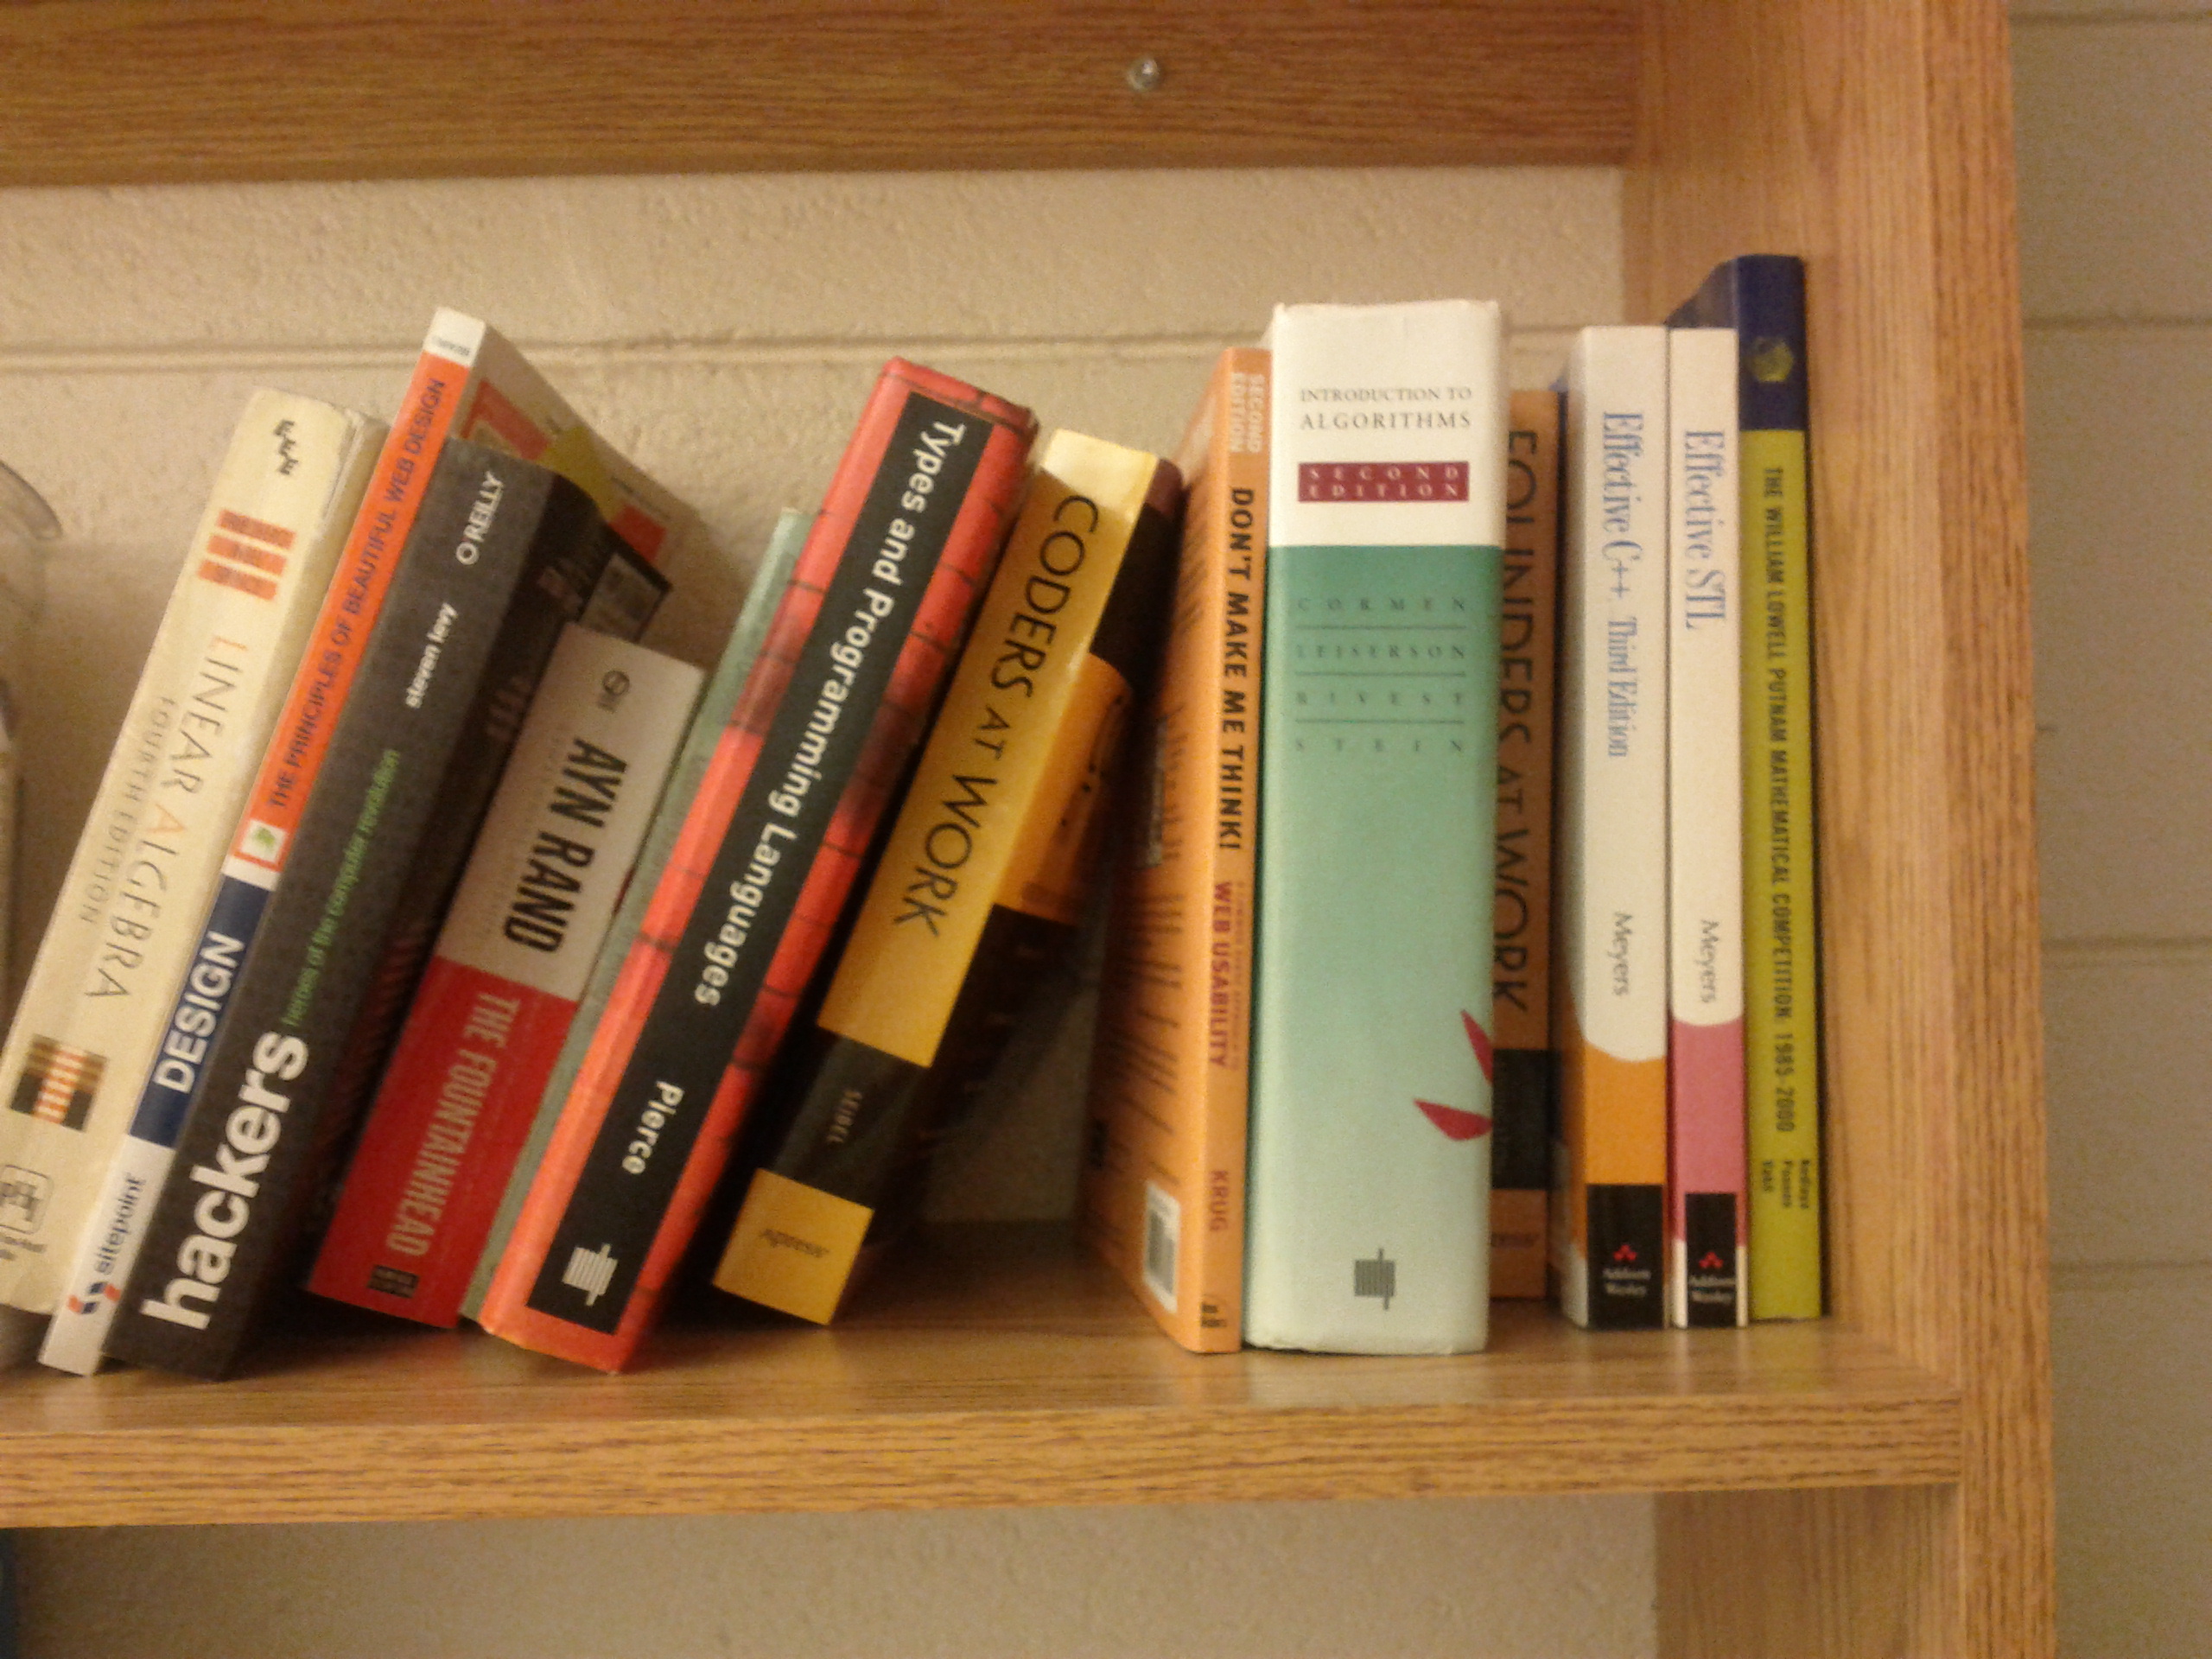 LINEAR ALGEBRA
FOURTH EDITION
THE PRINCIPLES OF BEAUTIFUL WEB DESIGN
DESIGN
sitepoint
O'REILLY
steven levy
heroes of the computer revolution
hackers
AYN RAND
THE FOUNTAINHEAD
Types and Programming Languages
Pierce
CODERS AT WORK
SEIBEL
Apress
SECOND
EDITION
DON'T MAKE ME THINK!
WEB USABILITY
KRUG
INTRODUCTION TO
ALGORITHMS
SECOND
EDITION
CORMEN
LEISERSON
RIVEST
STEIN
FOUNDERS AT WORK
Effective C++ Third Edition
Meyers
Addison
Wesley
Effective STL
Meyers
Addison
Wesley
THE WILLIAM LOWELL PUTNAM MATHEMATICAL COMPETITION 1985-2000